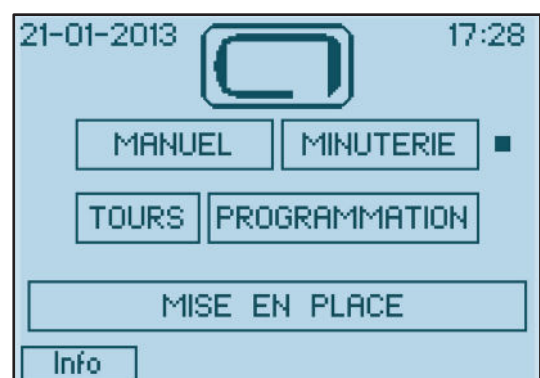 21-01-2013 17:28
MANUEL MINUTERIE
TOURS PROGRAMMATION
MISE EN PLACE
Info